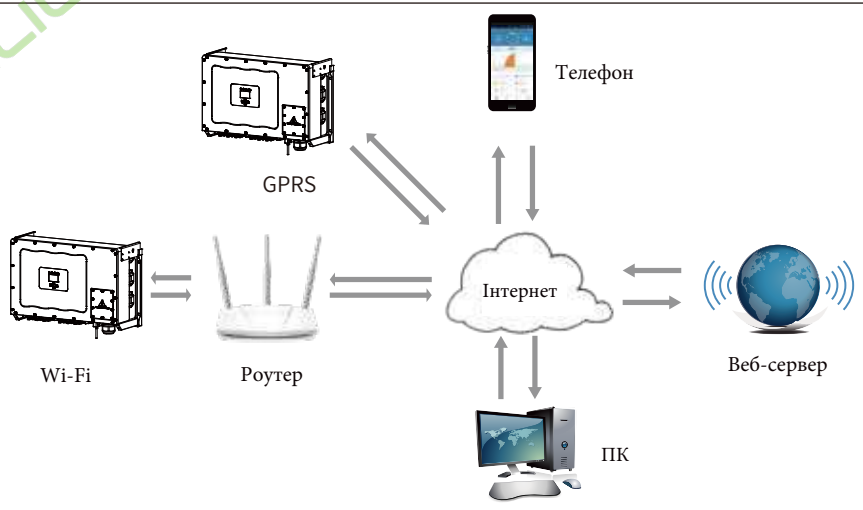 Телефон
GPRS
Інтернет
Wi-Fi
Роутер
Веб-сервер
ПК